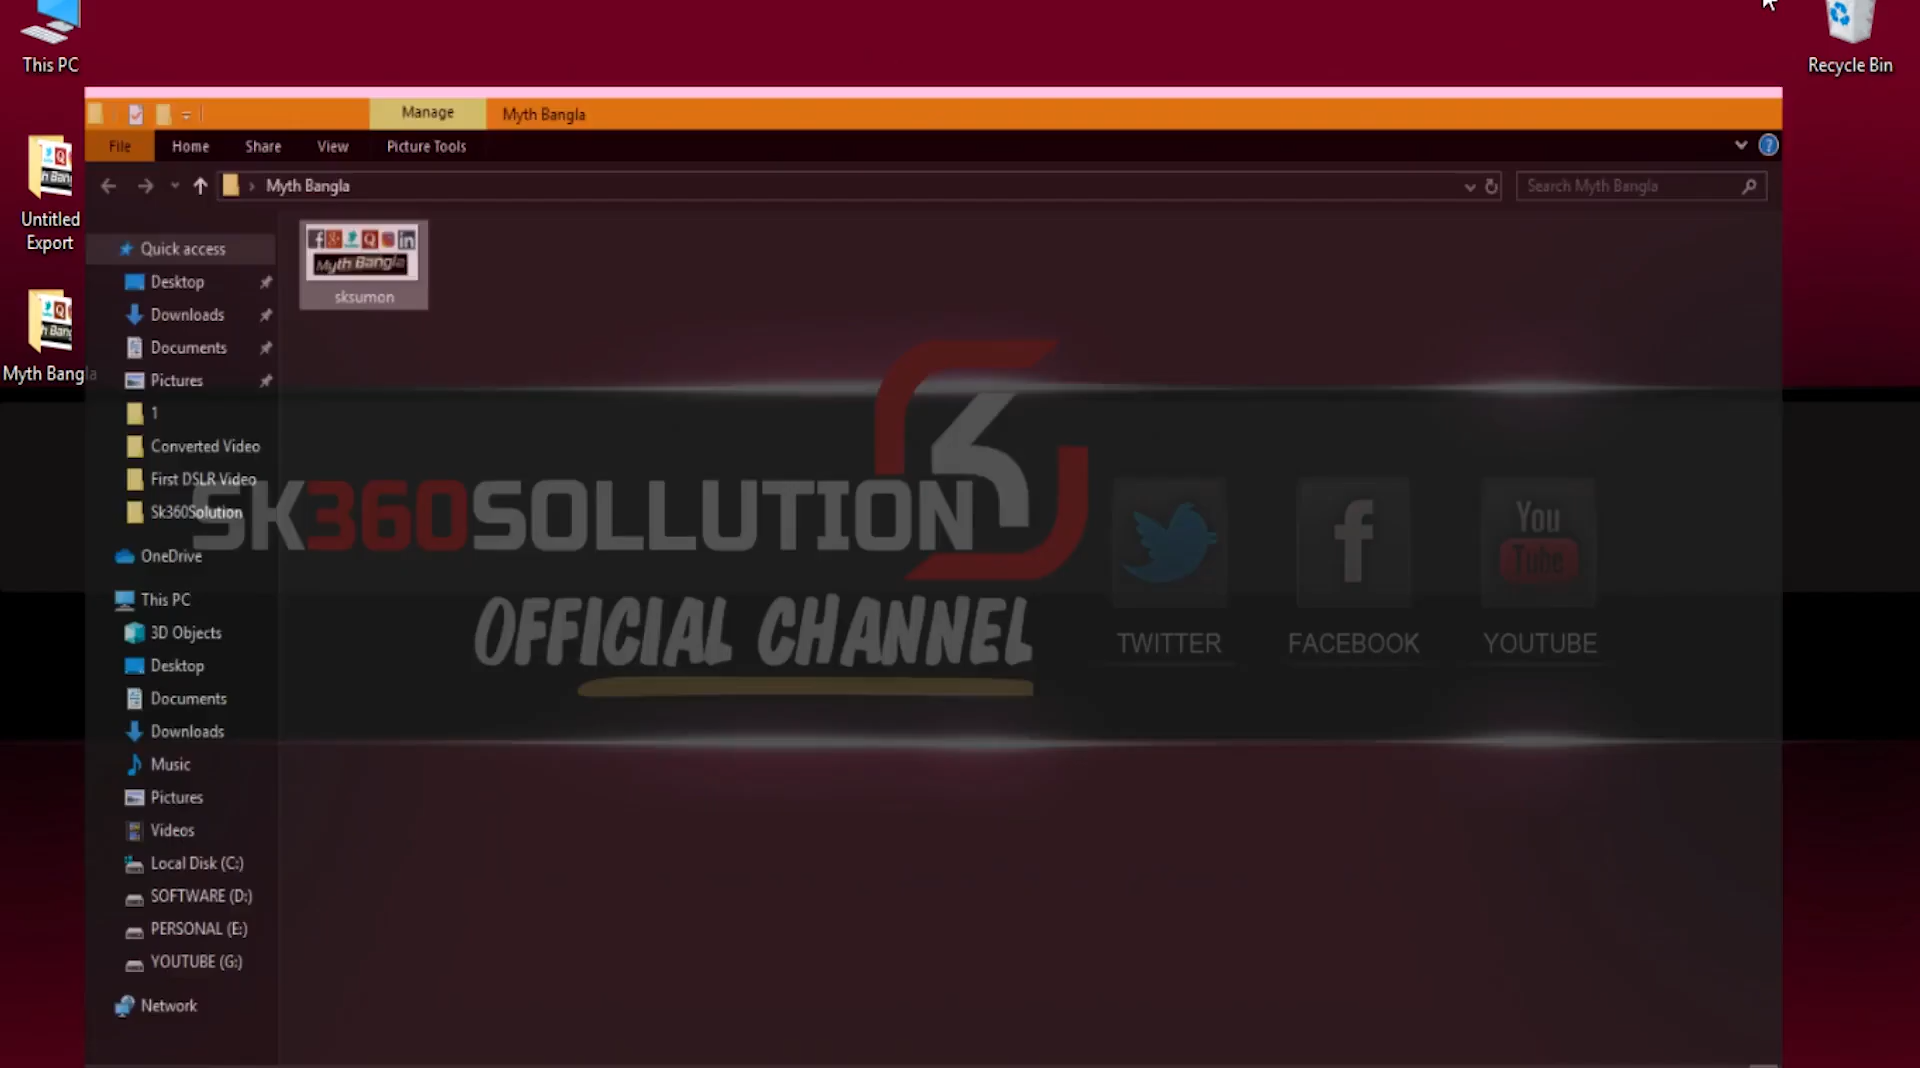 This PC
Recycle Bin
Manage
Myth Bangla
File
Home
Share
View
Picture Tools
Myth Bangla
Search Myth Bangla
Untitled
Export
Myth Bangla
Quick access
Desktop
Downloads
Documents
Pictures
1
Converted Video
First DSLR Video
Sk360Solution
OneDrive
This PC
3D Objects
Desktop
Documents
Downloads
Music
Pictures
Videos
Local Disk (C:)
SOFTWARE (D:)
PERSONAL (E:)
YOUTUBE (G:)
Network
Myth Bangla
sksumon
SK360SOLLUTION
OFFICIAL CHANNEL
TWITTER
FACEBOOK
You
Tube
YOUTUBE